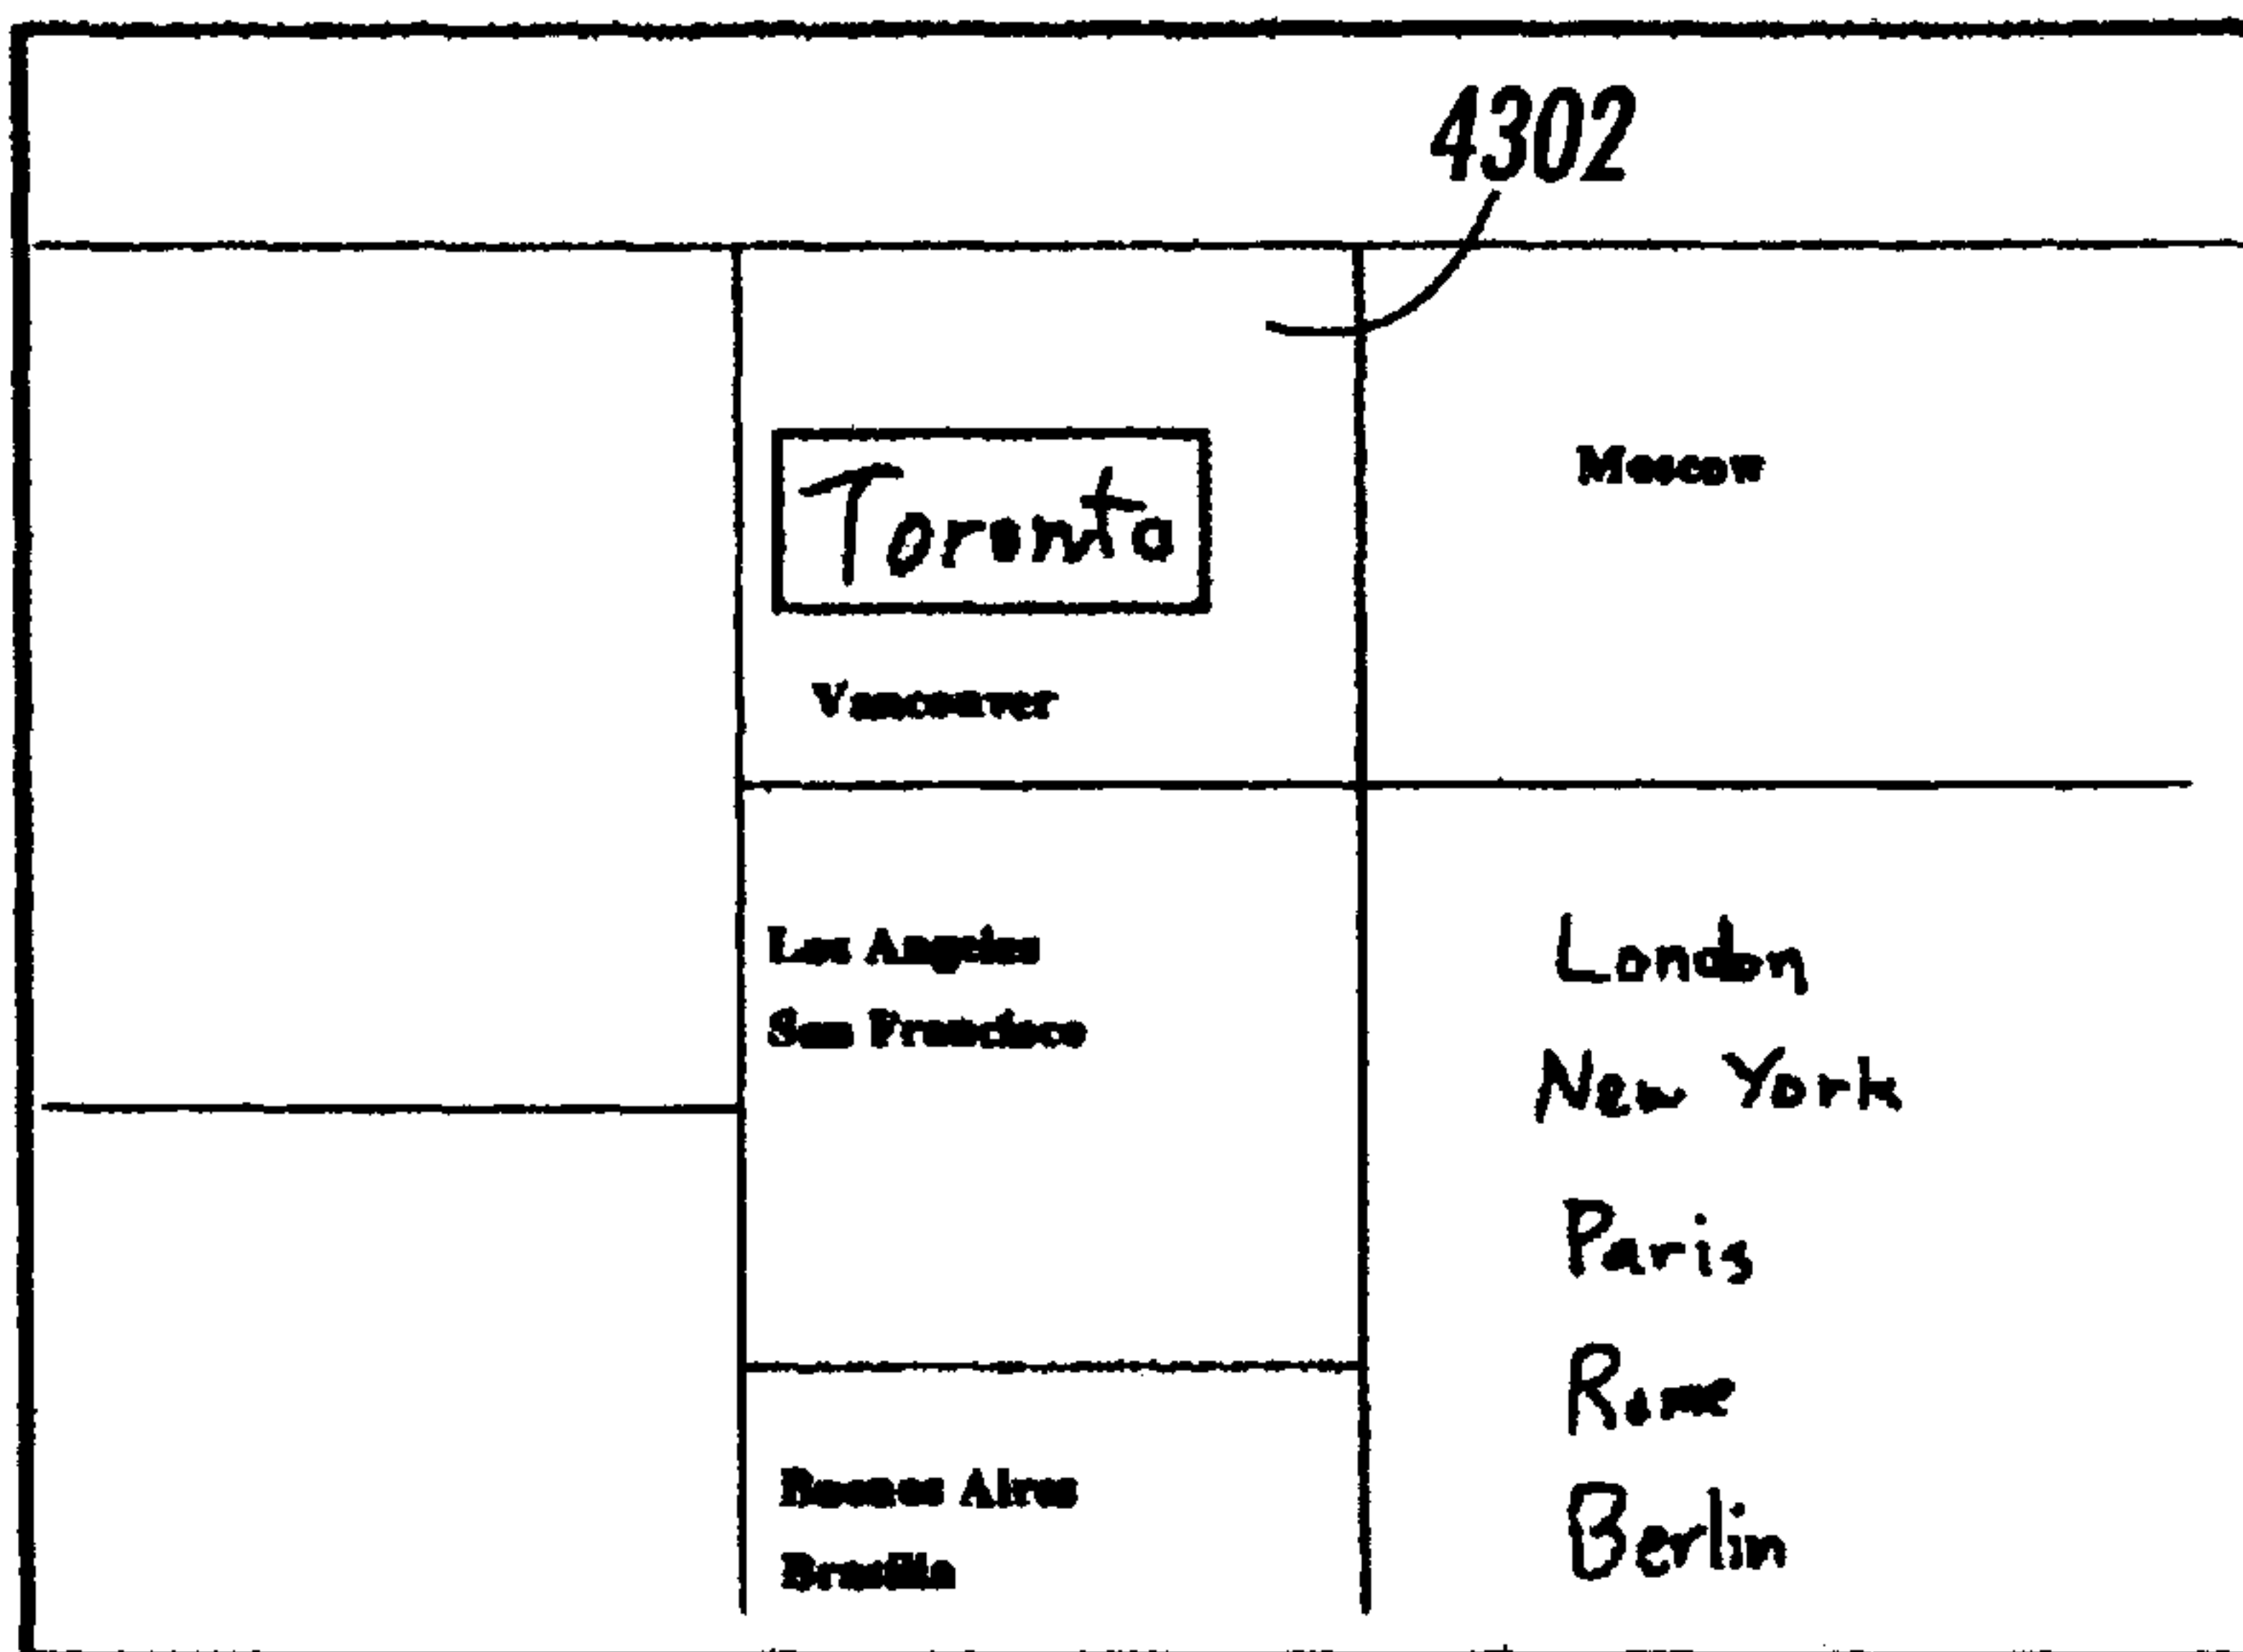 4302
Toronto
Moscow
Vancouver
Los Angeles
San Francisco
London
New York
Paris
Rome
Berlin
Buenos Aires
Brasilia